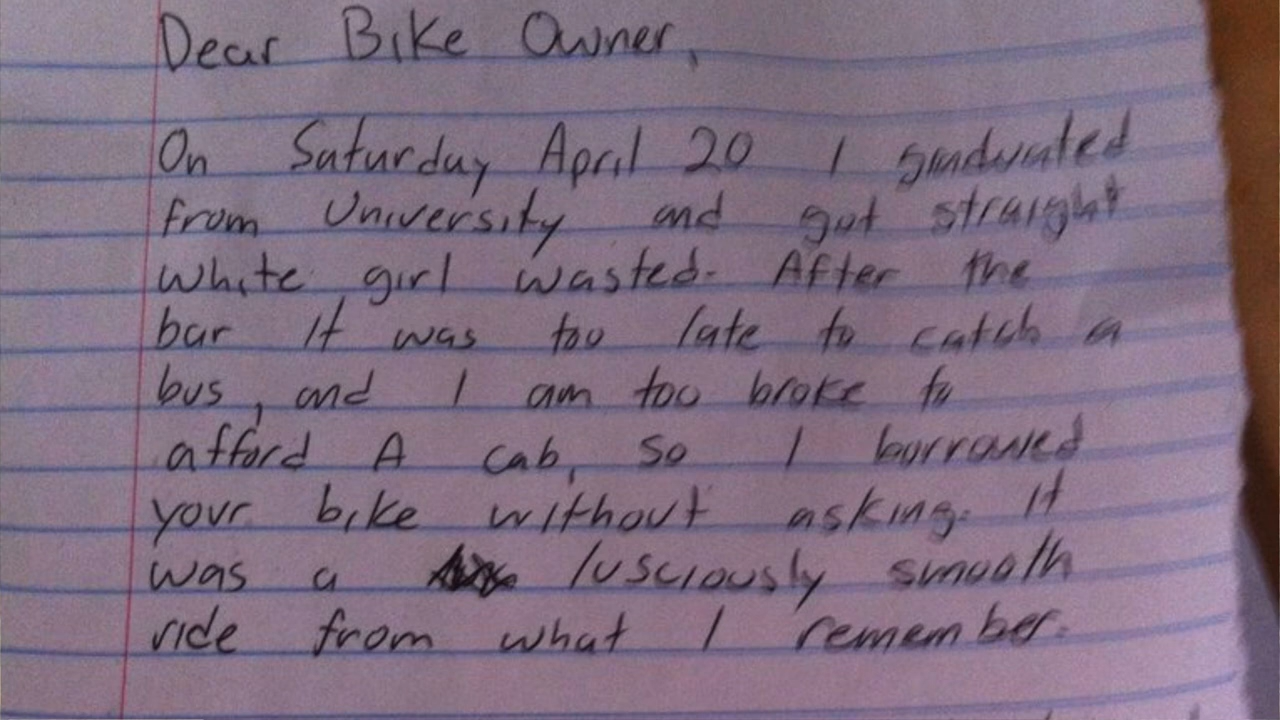 Dear Bike Owner,
On Saturday April 20 I graduated
from University and got straight
white girl wasted. After the
bar It was too late to catch a
bus, and I am too broke to
afford A cab, so I borrowed
your bike without asking. It
was a lusciously smooth
ride from what I remember.